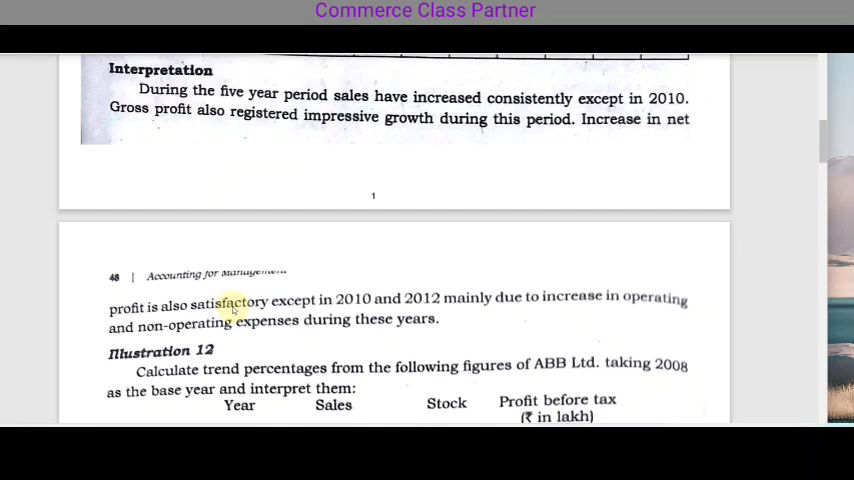 Commerce Class Partner
Interpretation
During the five year period sales have increased consistently except in 2010.
Gross profit also registered impressive growth during this period. Increase in net
1
48 | Accounting for Management
profit is also satisfactory except in 2010 and 2012 mainly due to increase in operating
and non-operating expenses during these years.
Illustration 12
Calculate trend percentages from the following figures of ABB Ltd. taking 2008
as the base year and interpret them:
Year Sales Stock Profit before tax
(₹ in lakh)